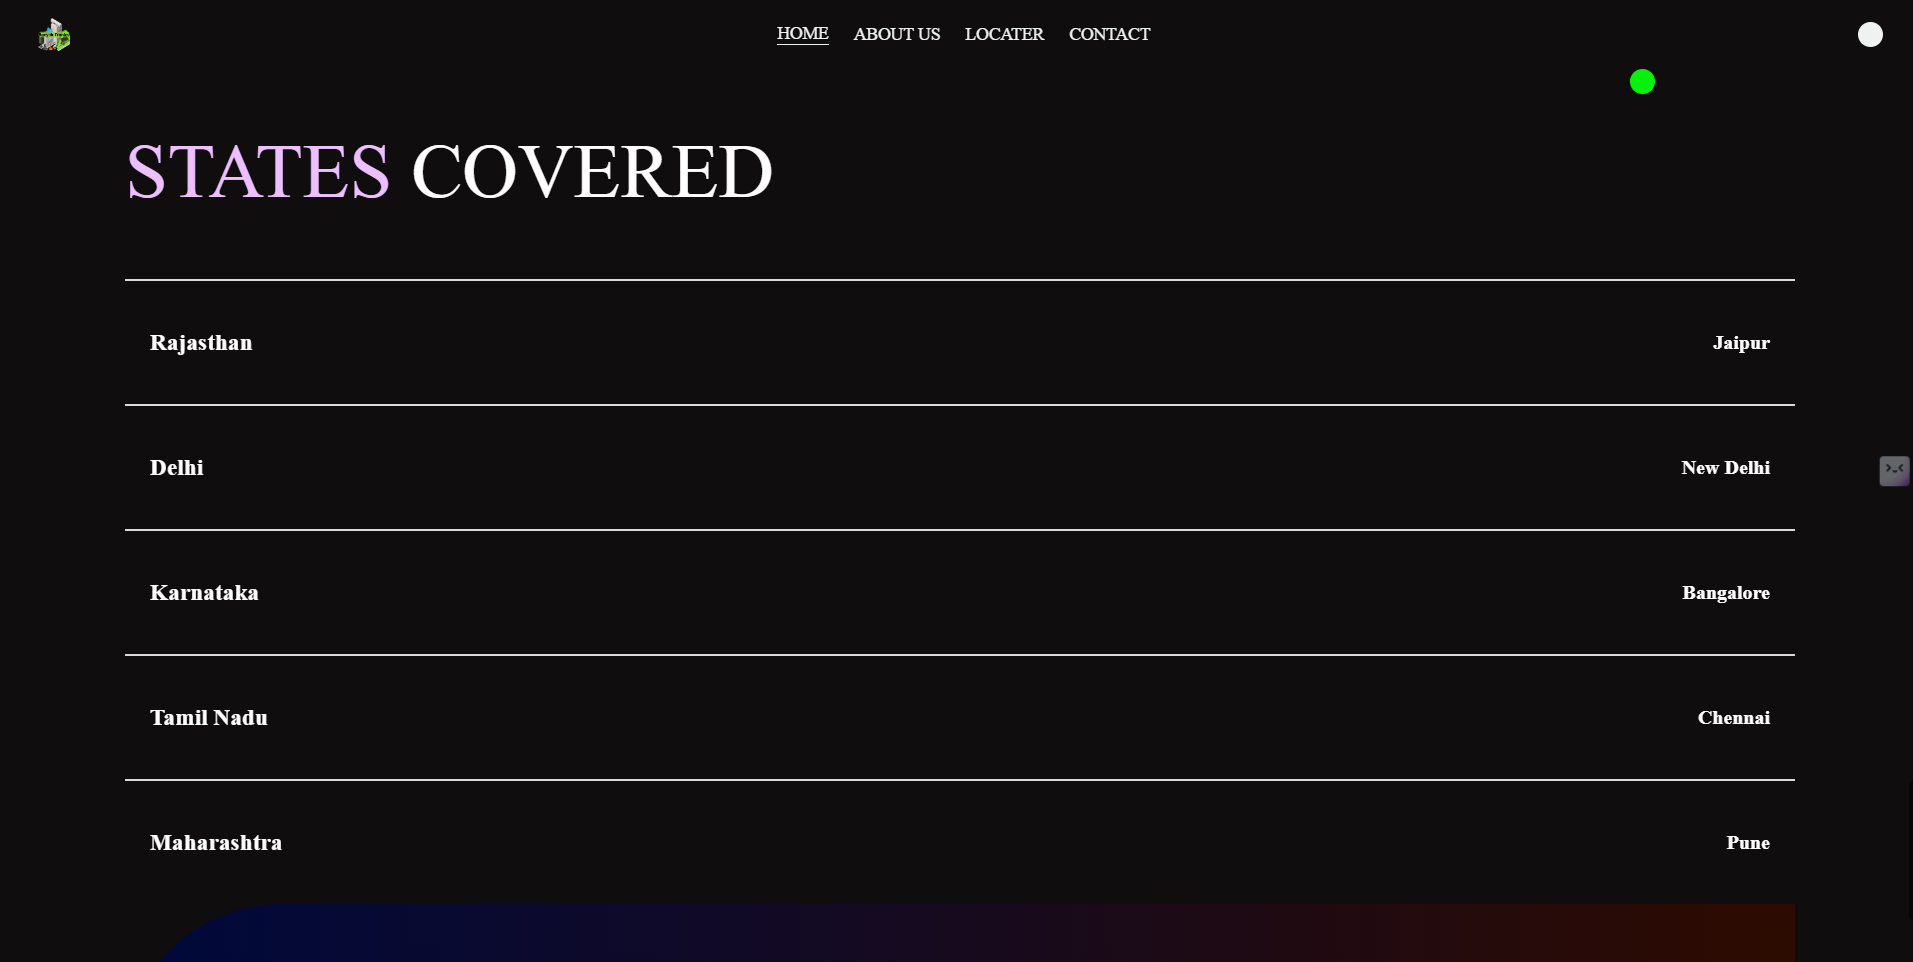 HOME ABOUT US LOCATER CONTACT
STATES COVERED
Rajasthan Jaipur
Delhi New Delhi
Karnataka Bangalore
Tamil Nadu Chennai
Maharashtra Pune